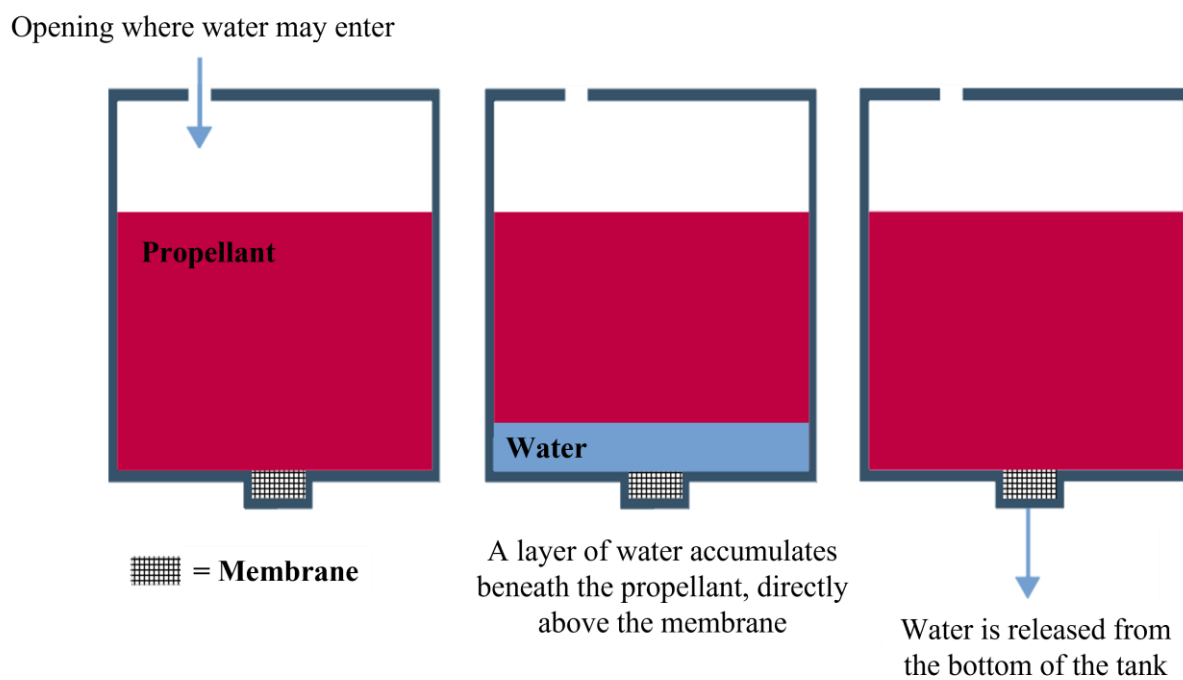 Opening where water may enter
Propellant
Water
= Membrane
A layer of water accumulates
beneath the propellant, directly
above the membrane
Water is released from
the bottom of the tank